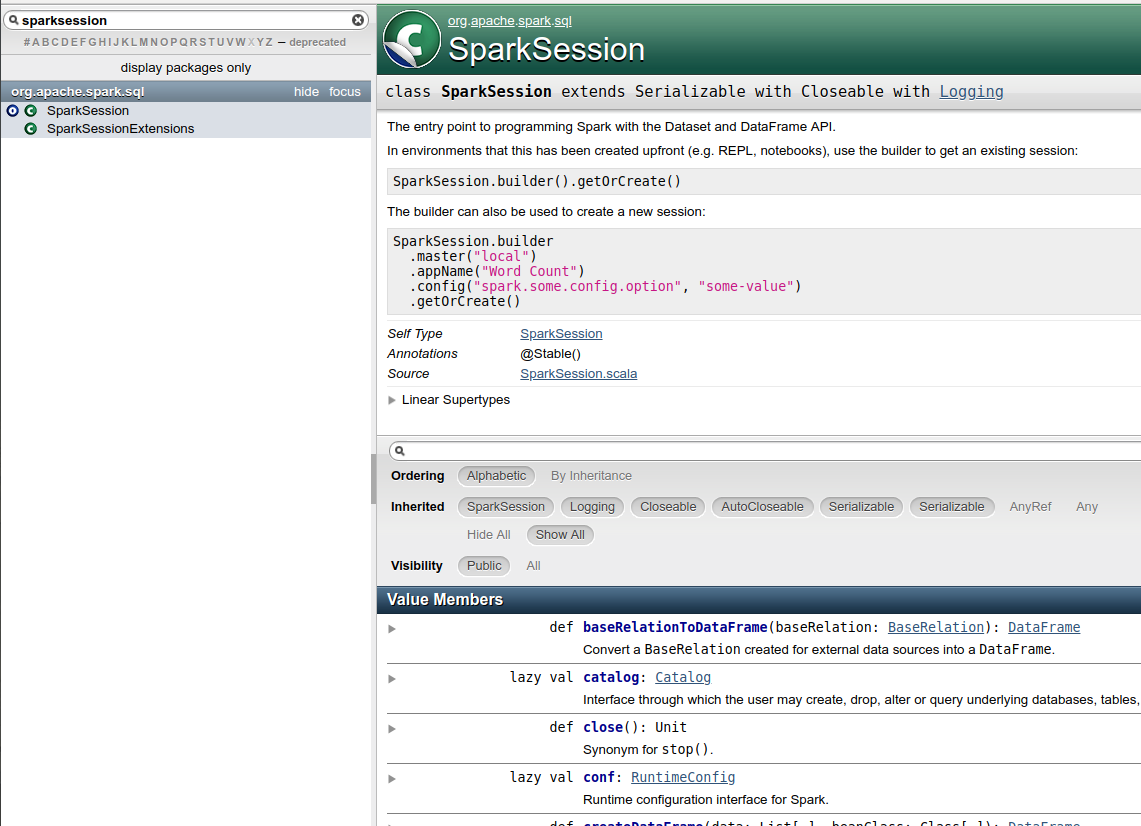 sparksession
#ABCDEFGHIJKLMNOPQRSTUVWXYZ – deprecated
display packages only
org.apache.spark.sql hide focus
SparkSession
SparkSessionExtensions
org.apache.spark.sql
SparkSession
class SparkSession extends Serializable with Closeable with Logging
The entry point to programming Spark with the Dataset and DataFrame API.
In environments that this has been created upfront (e.g. REPL, notebooks), use the builder to get an existing session:
SparkSession.builder().getOrCreate()
The builder can also be used to create a new session:
SparkSession.builder
.master("local")
.appName("Word Count")
.config("spark.some.config.option", "some-value")
.getOrCreate()
Self Type SparkSession
Annotations @Stable()
Source SparkSession.scala
Linear Supertypes
Ordering Alphabetic By Inheritance
Inherited SparkSession Logging Closeable AutoCloseable Serializable Serializable AnyRef Any
Hide All Show All
Visibility Public All
Value Members
def baseRelationToDataFrame(baseRelation: BaseRelation): DataFrame
Convert a BaseRelation created for external data sources into a DataFrame.
lazy val catalog: Catalog
Interface through which the user may create, drop, alter or query underlying databases, tables,
def close(): Unit
Synonym for stop().
lazy val conf: RuntimeConfig
Runtime configuration interface for Spark.
def createDataFrame(data: List[_], beanClass: Class[_]): DataFrame